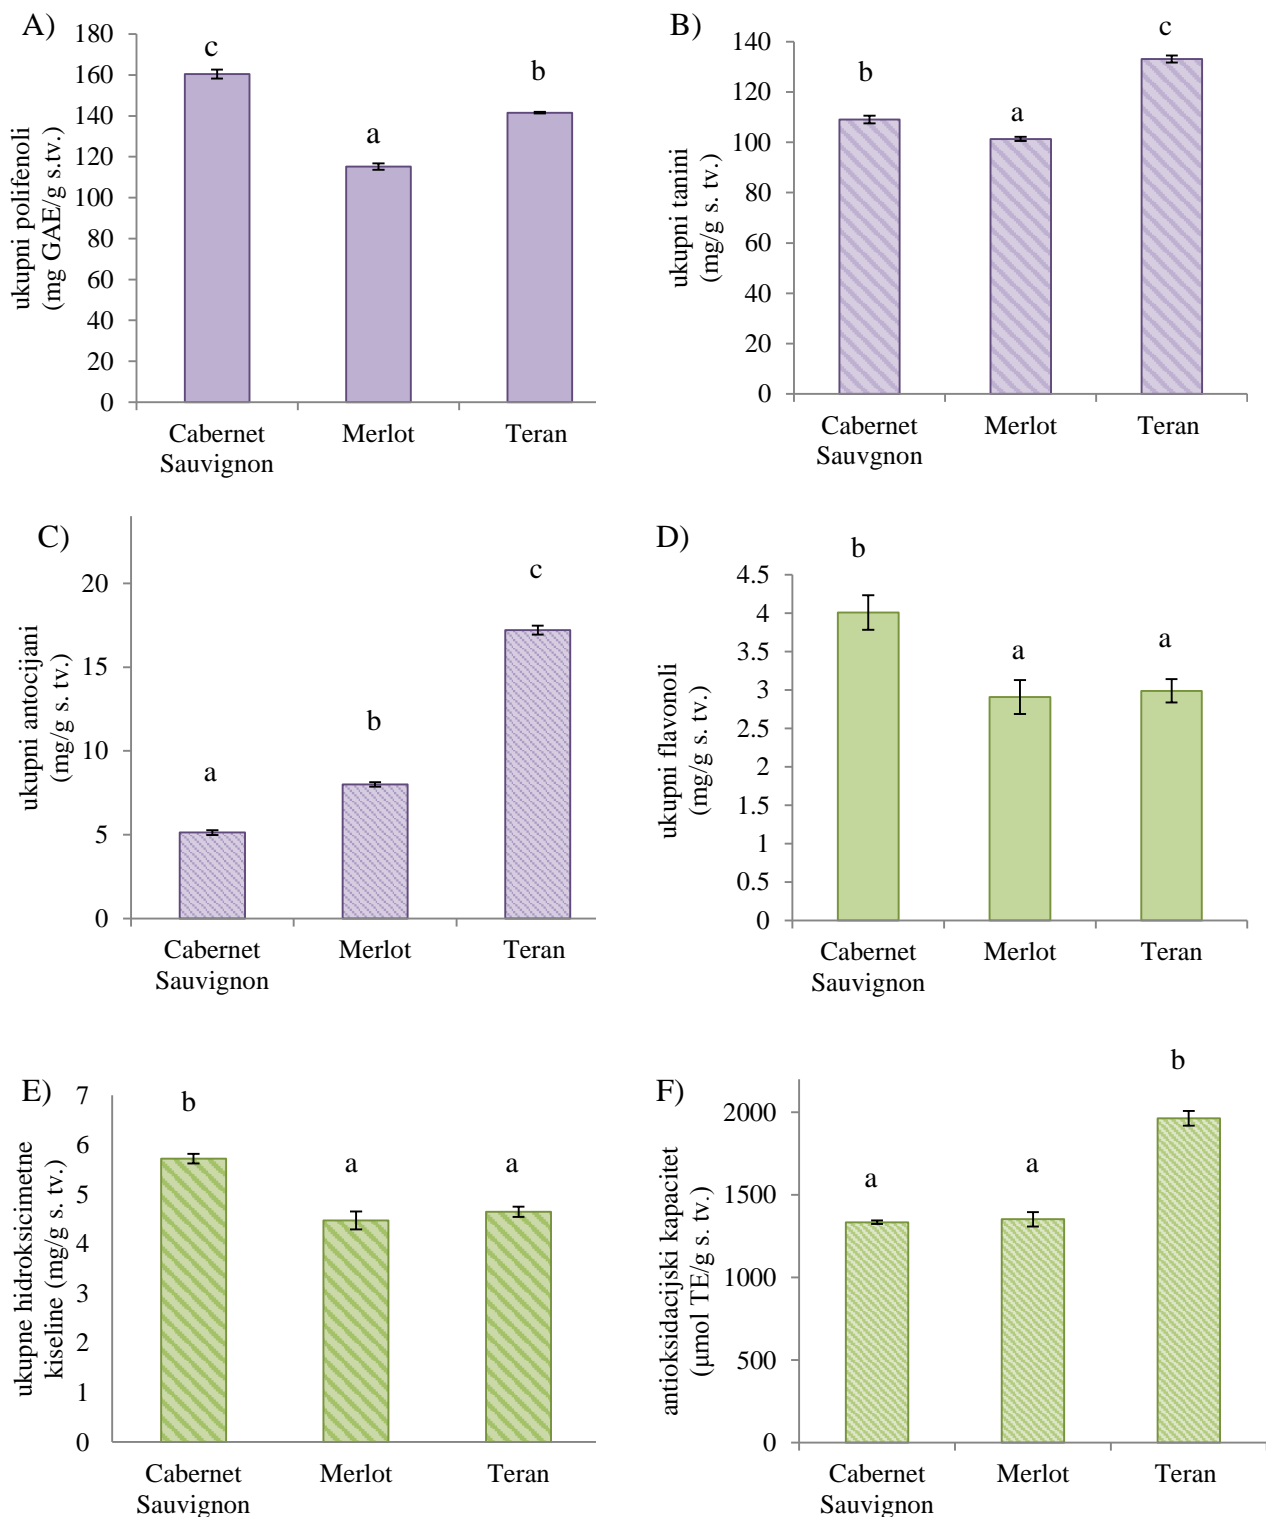 A)
ukupni polifenoli
(mg GAE/g s.tv.)
180
160
140
120
100
80
60
40
20
0
c
a
b
Cabernet
Sauvignon
Merlot
Teran
B)
ukupni tanini
(mg/g s. tv.)
140
120
100
80
60
40
20
0
b
a
c
Cabernet
Sauvgnon
Merlot
Teran
C)
ukupni antocijani
(mg/g s. tv.)
20
15
10
5
0
a
b
c
Cabernet
Sauvignon
Merlot
Teran
D)
ukupni flavonoli
(mg/g s. tv.)
4.5
4
3.5
3
2.5
2
1.5
1
0.5
0
b
a
a
Cabernet
Sauvignon
Merlot
Teran
E)
ukupne hidroksicimetne
kiseline (mg/g s. tv.)
7
6
5
4
3
2
1
0
b
a
a
Cabernet
Sauvignon
Merlot
Teran
F)
antioksidacijski kapacitet
(µmol TE/g s. tv.)
2000
1500
1000
500
0
a
a
b
Cabernet
Sauvignon
Merlot
Teran